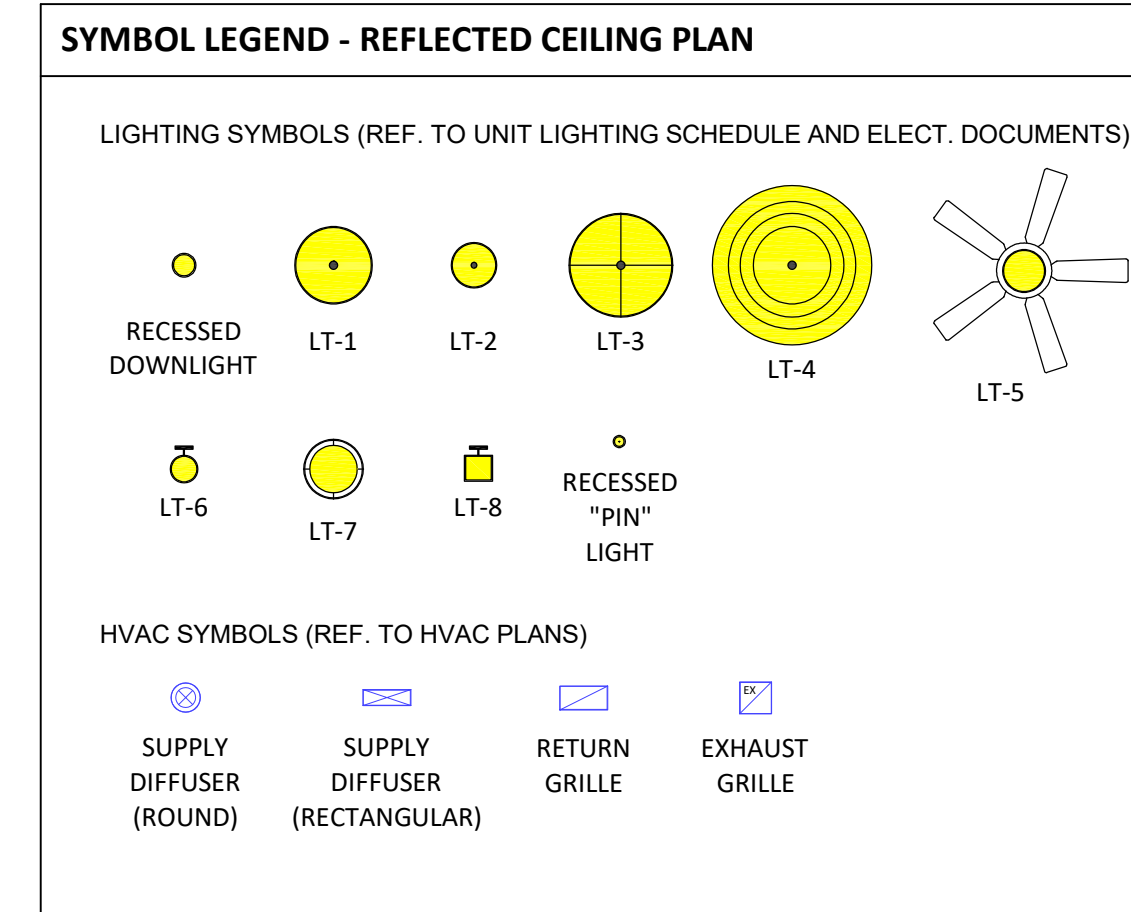 SYMBOL LEGEND - REFLECTED CEILING PLAN
LIGHTING SYMBOLS (REF. TO UNIT LIGHTING SCHEDULE AND ELECT. DOCUMENTS)
RECESSED
DOWNLIGHT
LT-1
LT-2
LT-3
LT-4
LT-5
LT-6
LT-7
LT-8
RECESSED
"PIN"
LIGHT
HVAC SYMBOLS (REF. TO HVAC PLANS)
SUPPLY
DIFFUSER
(ROUND)
SUPPLY
DIFFUSER
(RECTANGULAR)
RETURN
GRILLE
EX
EXHAUST
GRILLE